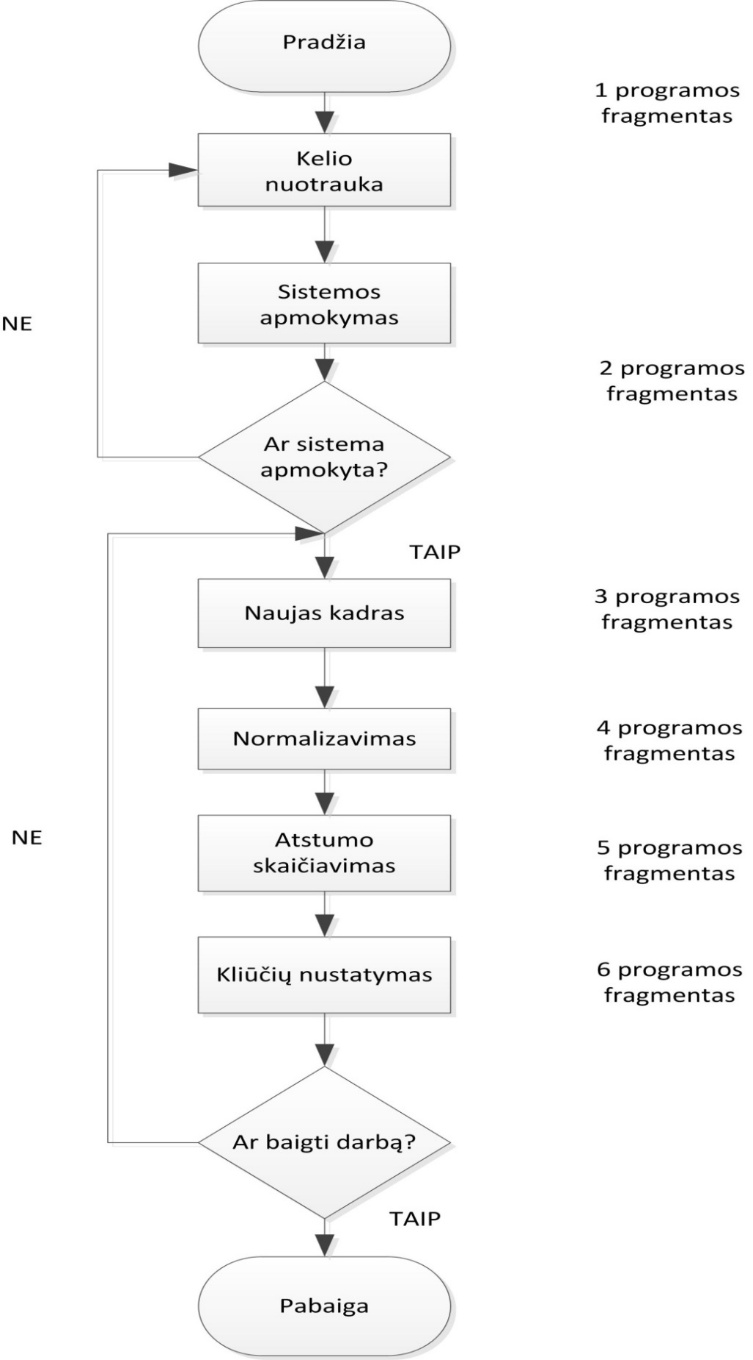 Pradžia
1 programos
fragmentas
Kelio
nuotrauka
Sistemos
apmokymas
NE
2 programos
fragmentas
Ar sistema
apmokyta?
TAIP
Naujas kadras
3 programos
fragmentas
Normalizavimas
4 programos
fragmentas
NE
Atstumo
skaičiavimas
5 programos
fragmentas
Kliūčių nustatymas
6 programos
fragmentas
Ar baigti darbą?
TAIP
Pabaiga